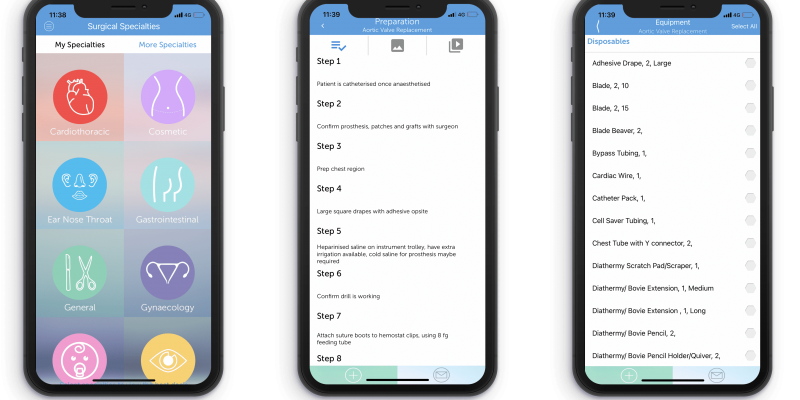 11:38
4G
Surgical Specialties
My Specialties
More Specialties
Cardiothoracic
Cosmetic
Ear Nose Throat
Gastrointestinal
General
Gynaecology
11:39
4G
Preparation
Aortic Valve Replacement
Step 1
Patient is catheterised once anaesthetised
Step 2
Confirm prosthesis, patches and grafts with surgeon
Step 3
Prep chest region
Step 4
Large square drapes with adhesive opsite
Step 5
Heparinised saline on instrument trolley, have extra
irrigation available, cold saline for prosthesis maybe
required
Step 6
Confirm drill is working
Step 7
Attach suture boots to hemostat clips, using 8 fg
feeding tube
Step 8
11:39
4G
Equipment
Aortic Valve Replacement
Select All
Disposables
Adhesive Drape, 2, Large
Blade, 2, 10
Blade, 2, 15
Blade Beaver, 2,
Bypass Tubing, 1,
Cardiac Wire, 1,
Catheter Pack, 1,
Cell Saver Tubing, 1,
Chest Tube with Y connector, 2,
Diathermy Scratch Pad/Scraper, 1,
Diathermy/ Bovie Extension, 1, Medium
Diathermy/ Bovie Extension , 1, Long
Diathermy/ Bovie Pencil, 2,
Diathermy/ Bovie Pencil Holder/Quiver, 2,